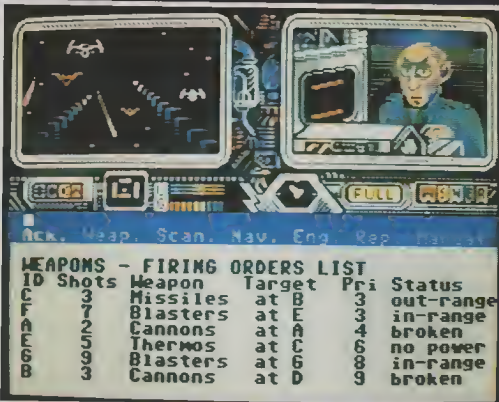 FULL
Ack. Weap. Scan. Nav. Eng. Rep.
WEAPONS - FIRING ORDERS LIST
ID Shots Weapon Target Pri Status
C 3 Missiles at B 3 out-range
F 7 Blasters at E 3 in-range
A 2 Cannons at A 4 broken
E 5 Thermos at C 6 no power
G 9 Blasters at G 8 in-range
B 3 Cannons at D 9 broken